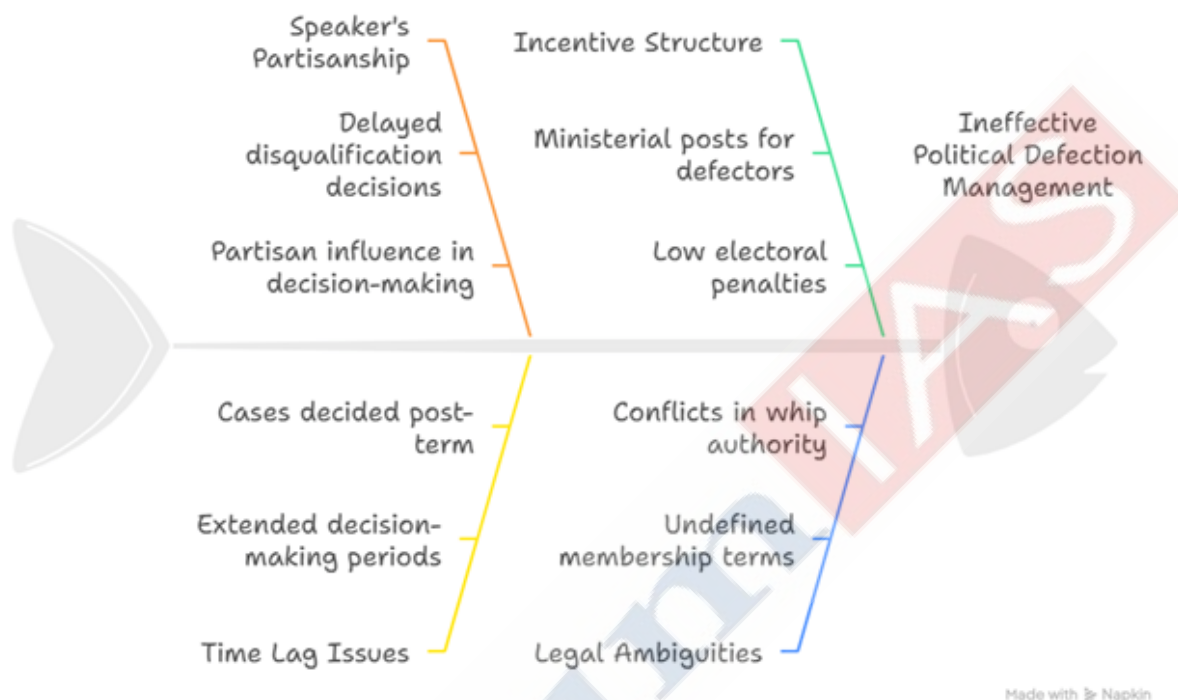 Speaker's
Partisanship
Delayed
disqualification
decisions
Partisan influence in
decision-making
Incentive Structure
Ministerial posts for
defectors
Low electoral
penalties
Ineffective
Political Defection
Management
Cases decided post-
term
Extended decision-
making periods
Time Lag Issues
Conflicts in whip
authority
Undefined
membership terms
Legal Ambiguities
um
IAS
Made with Napkin